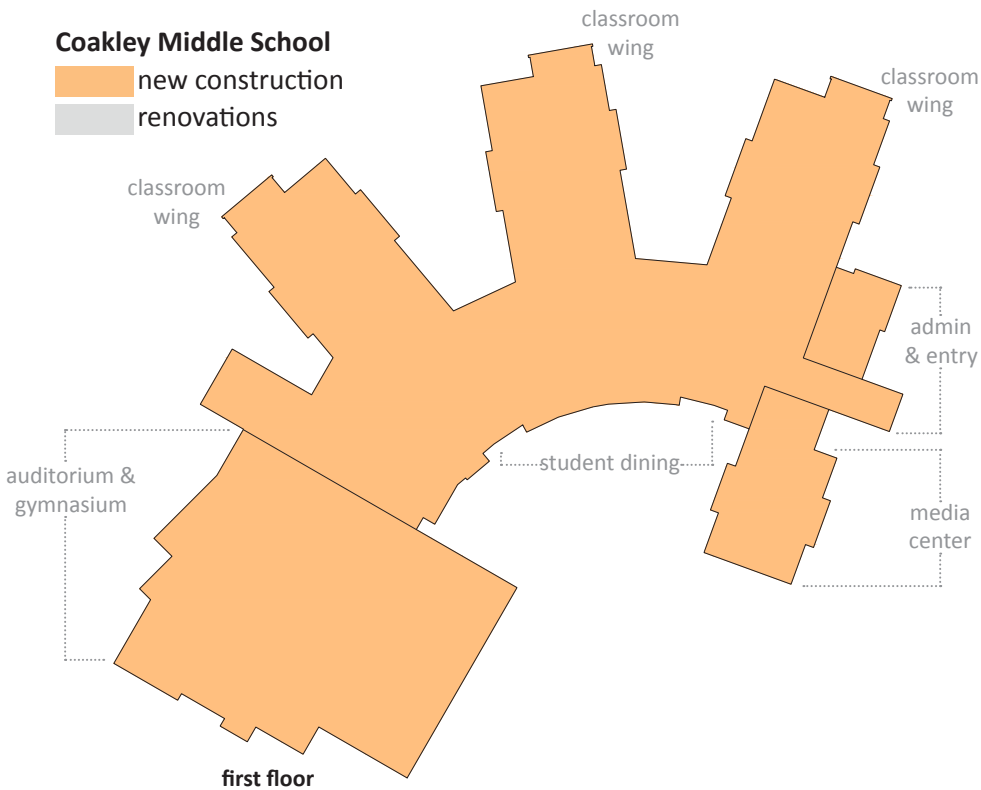 Coakley Middle School
new construction
renovations
classroom
wing
classroom
wing
classroom
wing
admin
& entry
student dining
auditorium &
gymnasium
media
center
first floor